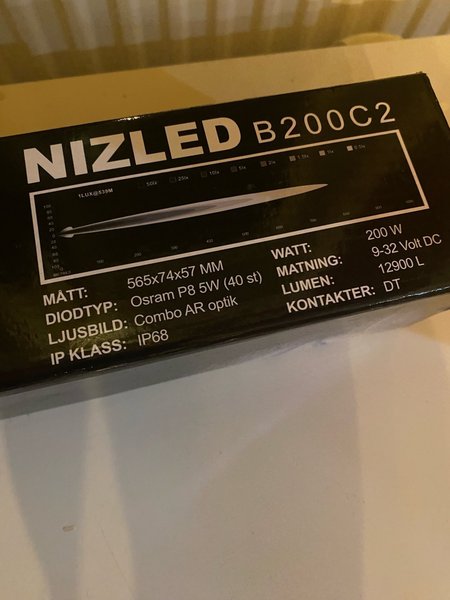 NIZLED B200C2
1LUX@539M
MÅTT: 565x74x57 MM
DIODTYP: Osram P8 5W (40 st)
LJUSBILD: Combo AR optik
IP KLASS: IP68
WATT: 200 W
MATNING: 9-32 Volt DC
LUMEN: 12900 L
KONTAKTER: DT